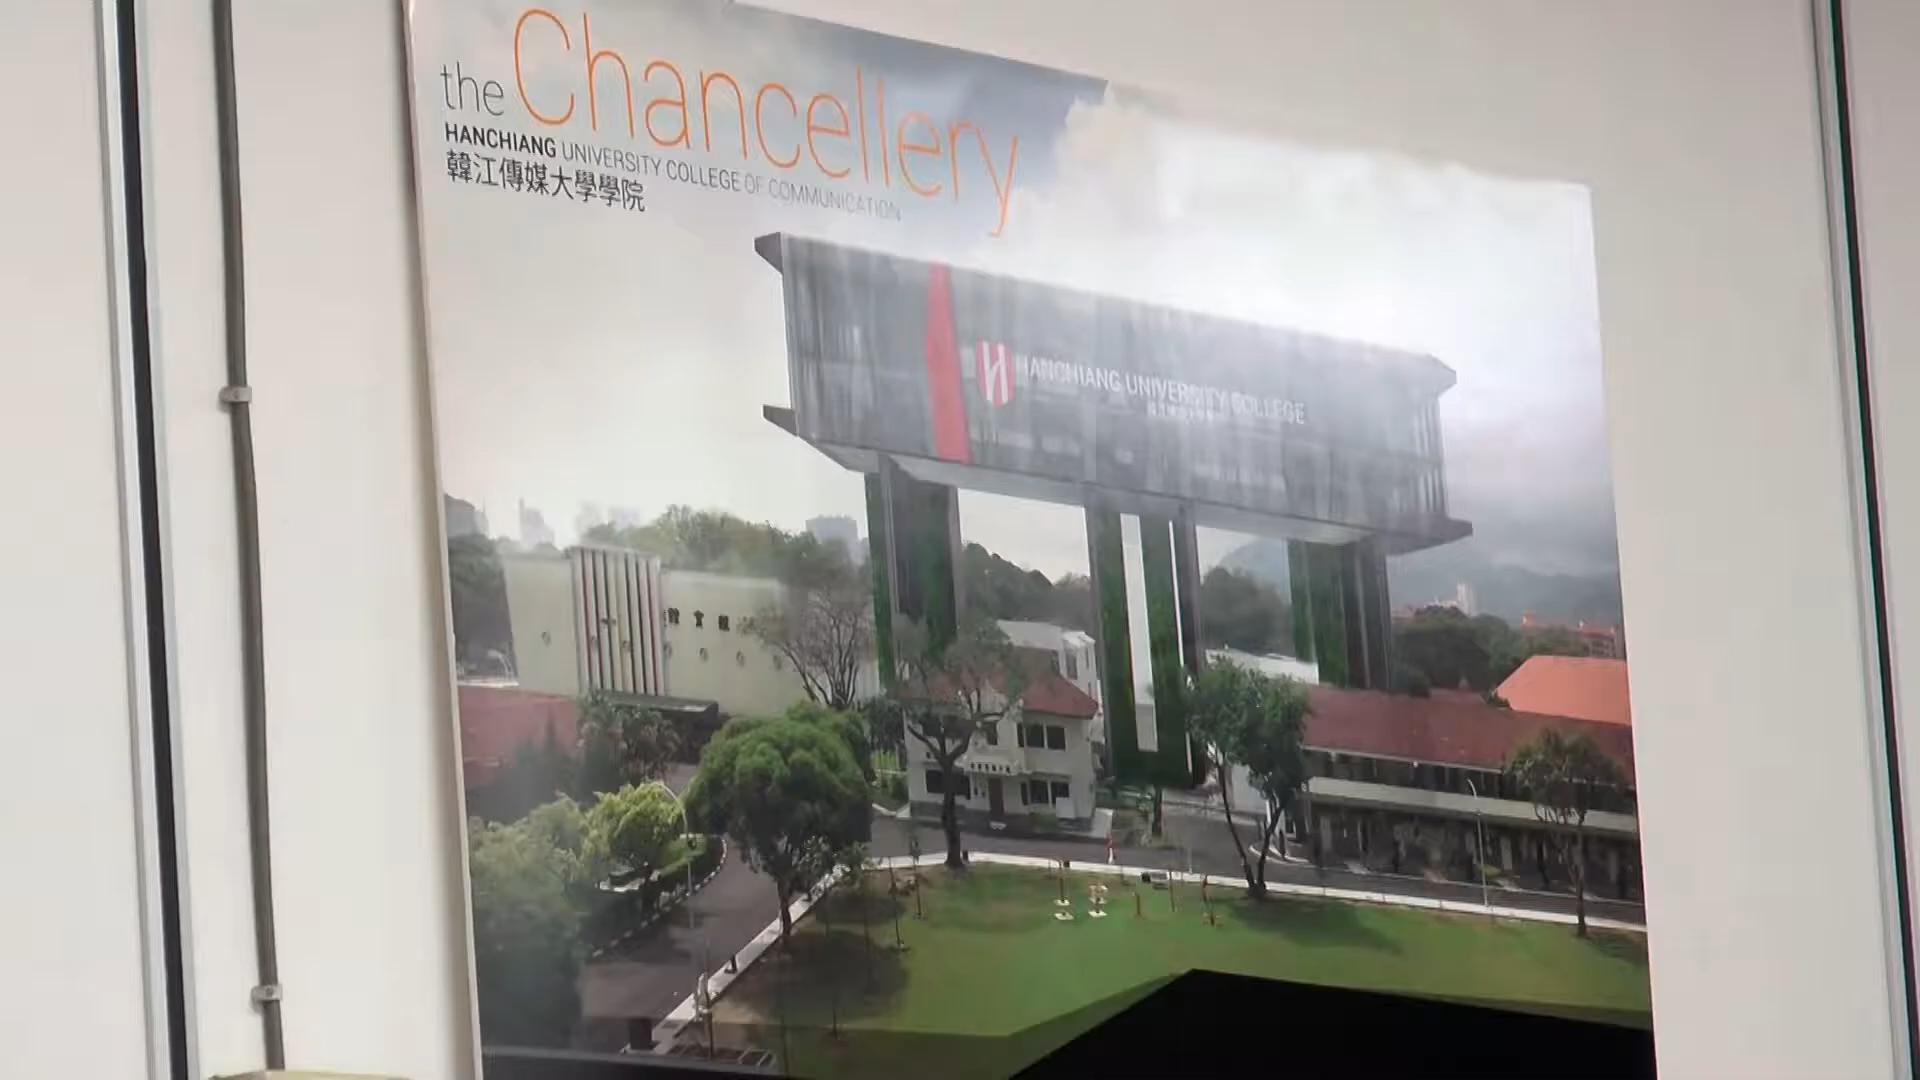 the Chancellery
HANCHIANG UNIVERSITY COLLEGE OF COMMUNICATION
韓江傳媒大學學院
HANCHIANG UNIVERSITY COLLEGE